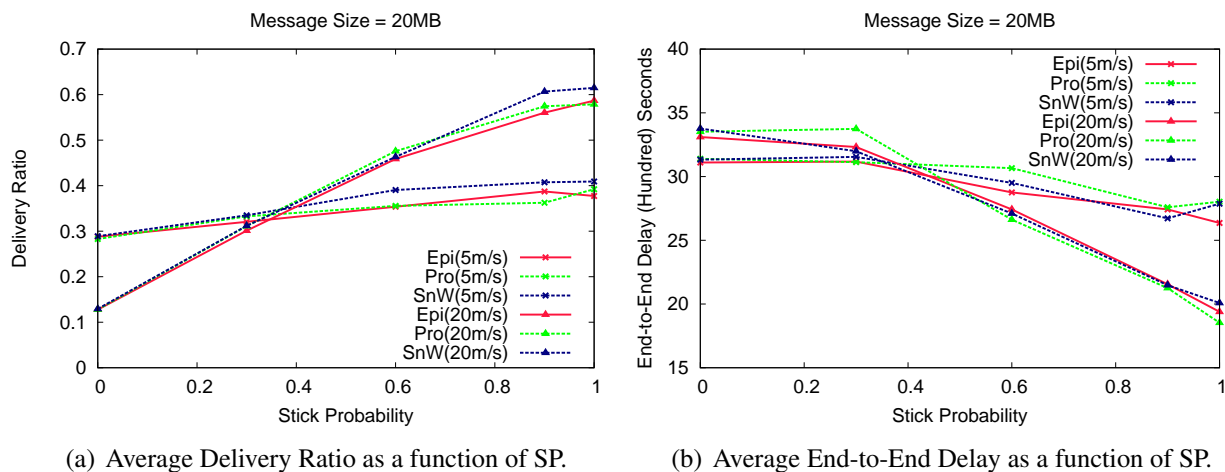 Message Size = 20MB
0.7
0.6
0.5
0.4
0.3
0.2
0.1
0
Delivery Ratio
Epi(5m/s)
Pro(5m/s)
SnW(5m/s)
Epi(20m/s)
Pro(20m/s)
SnW(20m/s)
0 0.2 0.4 0.6 0.8 1
Stick Probability
(a) Average Delivery Ratio as a function of SP.
Message Size = 20MB
40
35
30
25
20
15
End-to-End Delay (Hundred) Seconds
Epi(5m/s)
Pro(5m/s)
SnW(5m/s)
Epi(20m/s)
Pro(20m/s)
SnW(20m/s)
0 0.2 0.4 0.6 0.8 1
Stick Probability
(b) Average End-to-End Delay as a function of SP.